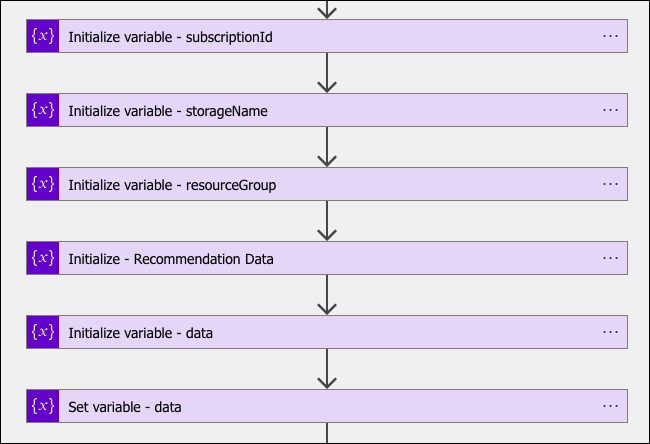 {x} Initialize variable - subscriptionId ...
{x} Initialize variable - storageName ...
{x} Initialize variable - resourceGroup ...
{x} Initialize - Recommendation Data ...
{x} Initialize variable - data ...
{x} Set variable - data ...